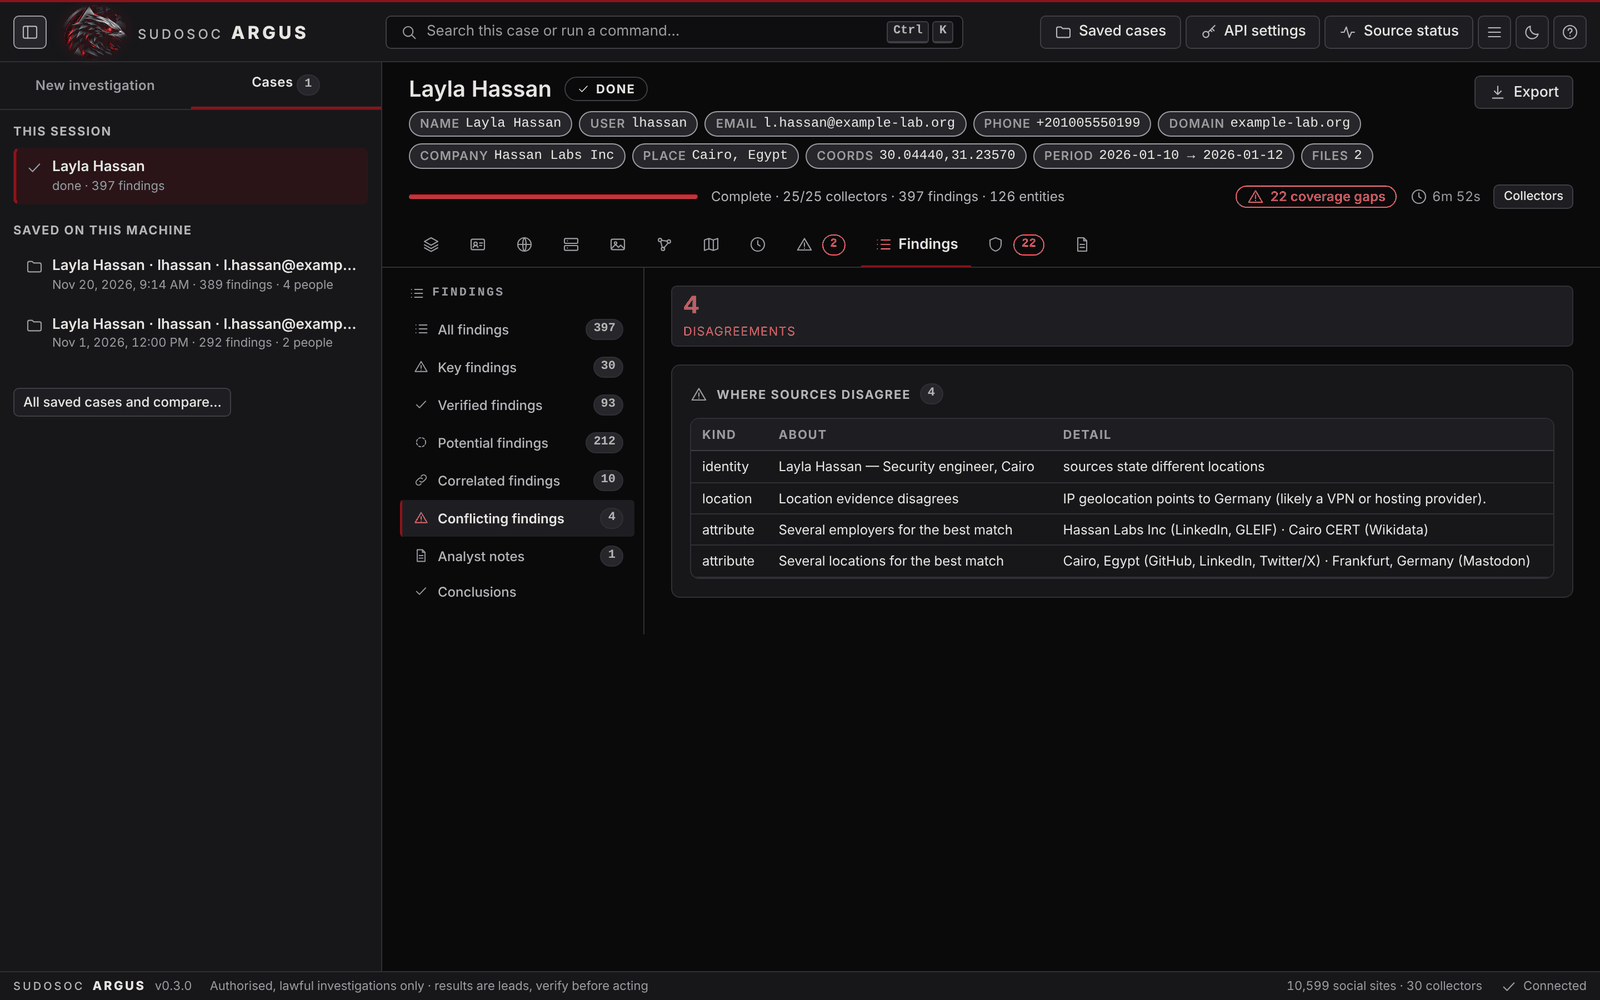 SUDOSOC ARGUS
Search this case or run a command... Ctrl K
Saved cases
API settings
Source status
New investigation
Cases 1
THIS SESSION
Layla Hassan
done · 397 findings
SAVED ON THIS MACHINE
Layla Hassan · lhassan · l.hassan@examp...
Nov 20, 2026, 9:14 AM · 389 findings · 4 people
Layla Hassan · lhassan · l.hassan@examp...
Nov 1, 2026, 12:00 PM · 292 findings · 2 people
All saved cases and compare...
Layla Hassan DONE
Export
NAME Layla Hassan USER lhassan EMAIL l.hassan@example-lab.org PHONE +201005550199 DOMAIN example-lab.org
COMPANY Hassan Labs Inc PLACE Cairo, Egypt COORDS 30.04440,31.23570 PERIOD 2026-01-10 → 2026-01-12 FILES 2
Complete · 25/25 collectors · 397 findings · 126 entities
22 coverage gaps
6m 52s
Collectors
2
Findings
22
FINDINGS
All findings 397
Key findings 30
Verified findings 93
Potential findings 212
Correlated findings 10
Conflicting findings 4
Analyst notes 1
Conclusions
4
DISAGREEMENTS
WHERE SOURCES DISAGREE 4
KIND ABOUT DETAIL
identity Layla Hassan — Security engineer, Cairo sources state different locations
location Location evidence disagrees IP geolocation points to Germany (likely a VPN or hosting provider).
attribute Several employers for the best match Hassan Labs Inc (LinkedIn, GLEIF) · Cairo CERT (Wikidata)
attribute Several locations for the best match Cairo, Egypt (GitHub, LinkedIn, Twitter/X) · Frankfurt, Germany (Mastodon)
SUDOSOC ARGUS v0.3.0 Authorised, lawful investigations only · results are leads, verify before acting
10,599 social sites · 30 collectors
Connected